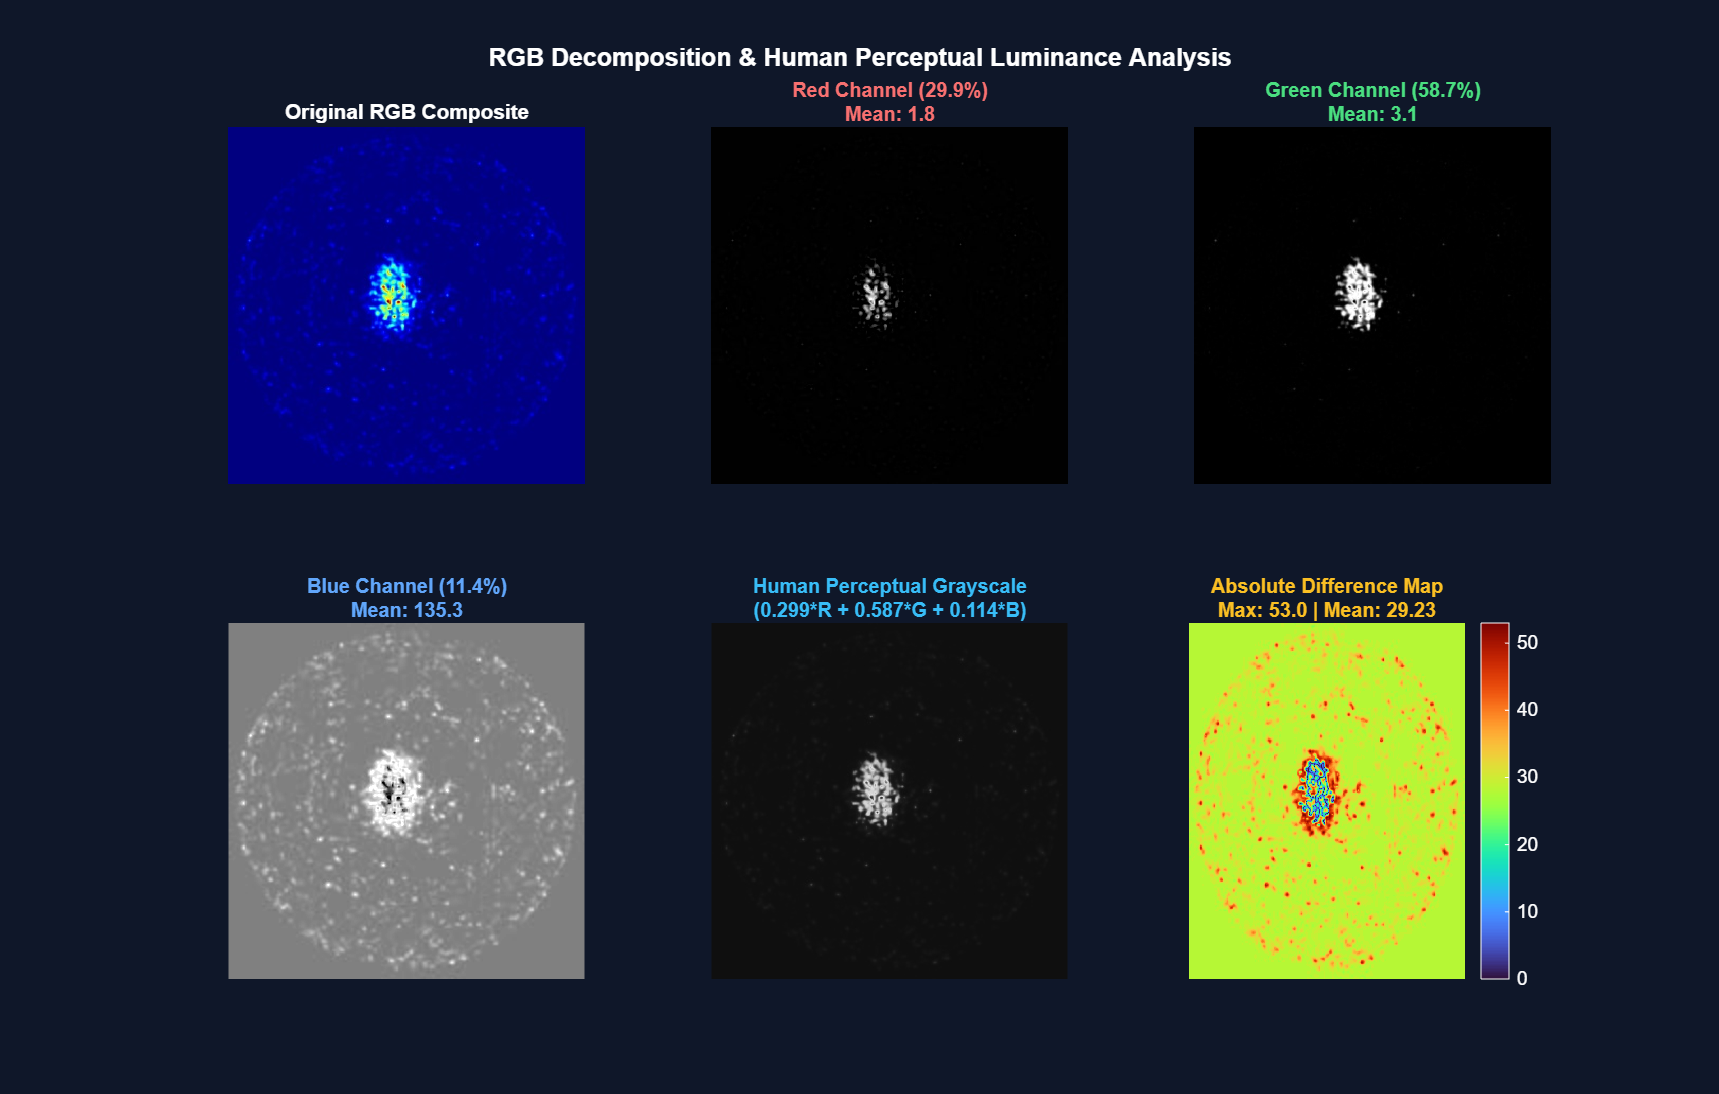 RGB Decomposition & Human Perceptual Luminance Analysis
Original RGB Composite
Red Channel (29.9%)
Mean: 1.8
Green Channel (58.7%)
Mean: 3.1
Blue Channel (11.4%)
Mean: 135.3
Human Perceptual Grayscale
(0.299*R + 0.587*G + 0.114*B)
Absolute Difference Map
Max: 53.0 | Mean: 29.23
50
40
30
20
10
0